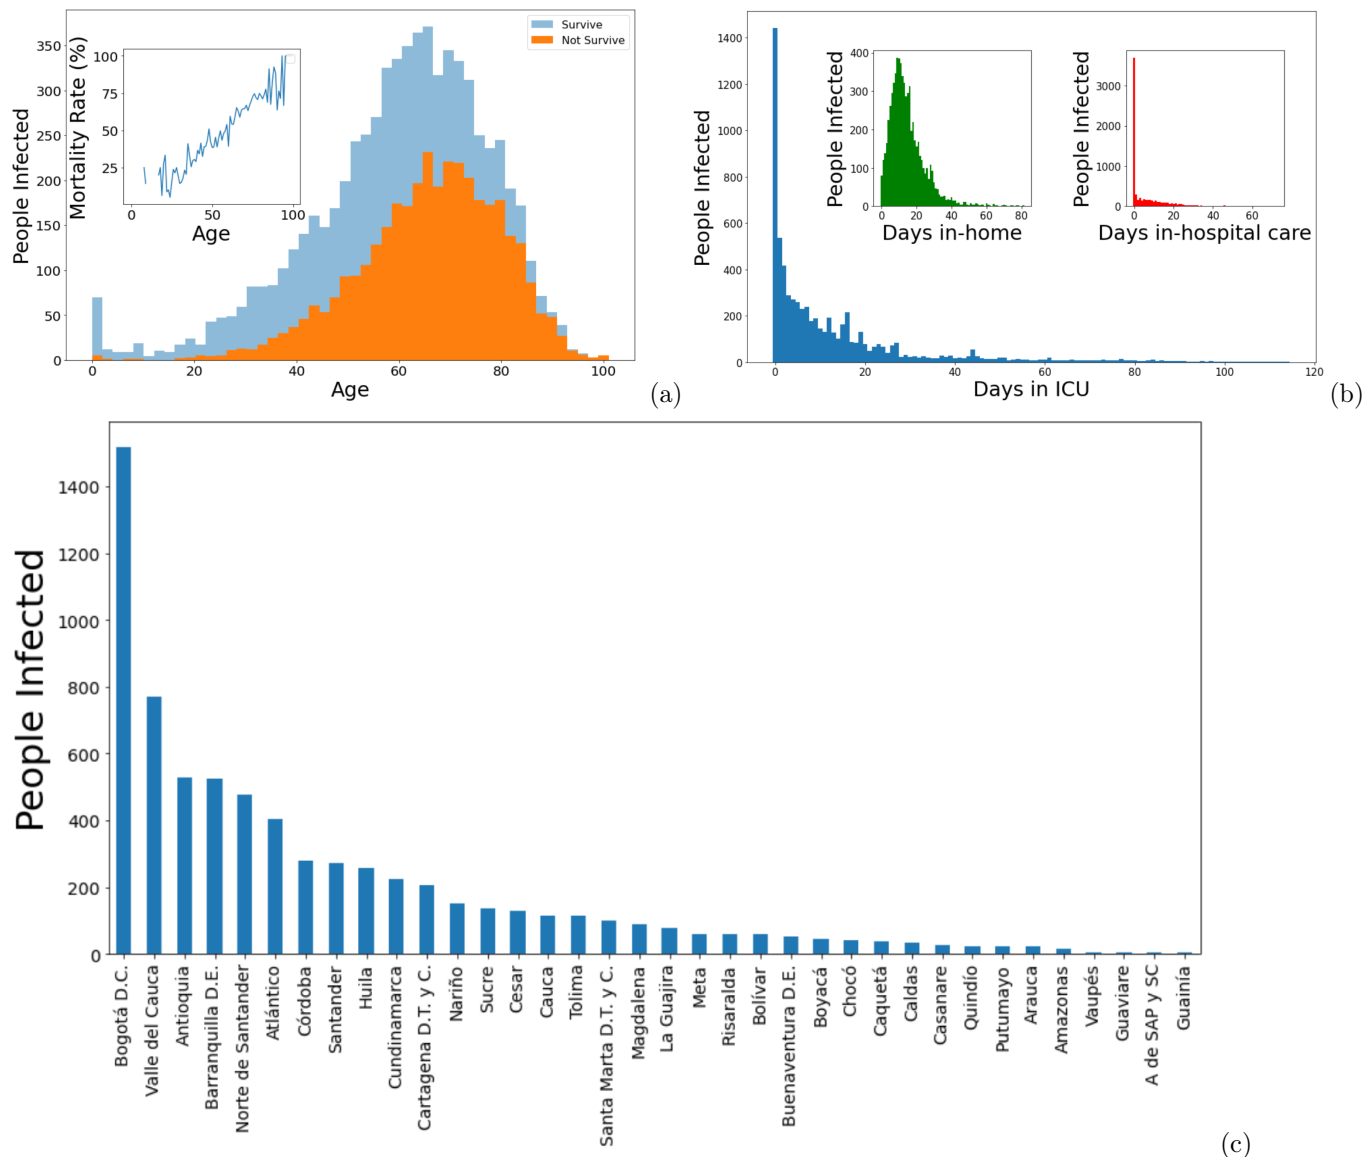 People Infected
350
300
250
200
150
100
50
0
0
20
40
60
80
100
Age
Survive
Not Survive
Mortality Rate (%)
100
75
50
25
0
50
100
Age
(a)
People Infected
1400
1200
1000
800
600
400
200
0
0
20
40
60
80
100
120
Days in ICU
People Infected
400
300
200
100
0
0
20
40
60
80
Days in-home
People Infected
3000
2000
1000
0
0
20
40
60
Days in-hospital care
(b)
People Infected
1400
1200
1000
800
600
400
200
0
Bogotá D.C.
Valle del Cauca
Antioquia
Barranquilla D.E.
Norte de Santander
Atlántico
Córdoba
Santander
Huila
Cundinamarca
Cartagena D.T. y C.
Nariño
Sucre
Cesar
Cauca
Tolima
Santa Marta D.T. y C.
Magdalena
La Guajira
Meta
Risaralda
Bolívar
Buenaventura D.E.
Boyacá
Chocó
Caquetá
Caldas
Casanare
Quindío
Putumayo
Arauca
Amazonas
Vaupés
Guaviare
A de SAP y SC
Guainía
(c)